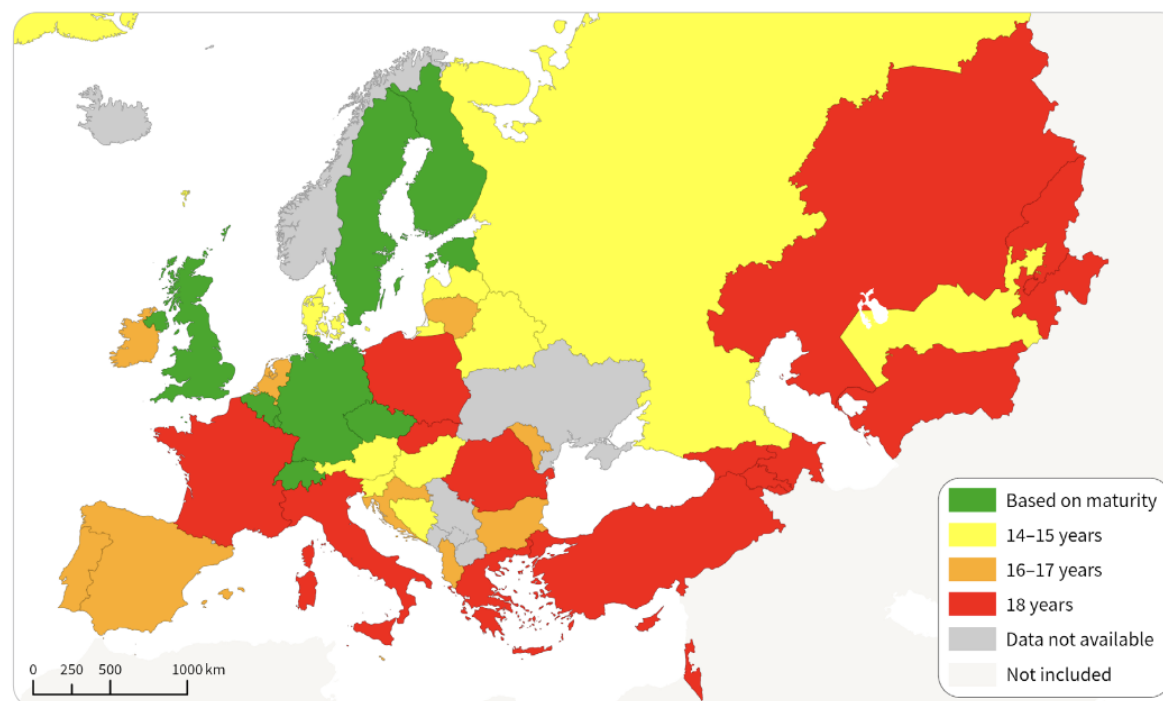 Based on maturity
14–15 years
16–17 years
18 years
Data not available
Not included
0 250 500 1000 km